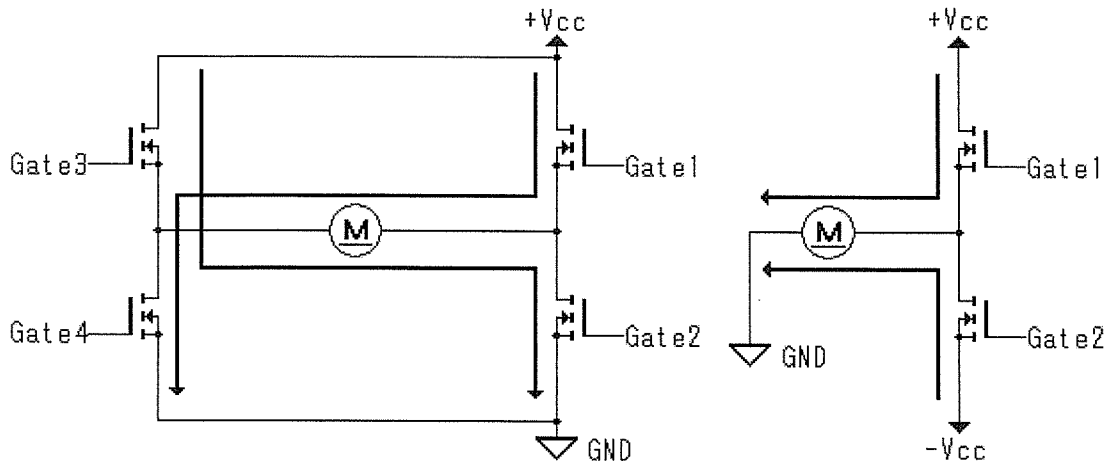 +Vcc
+Vcc
Gate3
Gate1
Gate1
M
M
Gate4
Gate2
Gate2
GND
GND
-Vcc